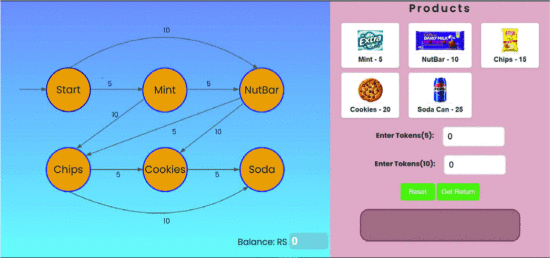 10
Start
5
Mint
5
NutBar
10
5
10
Chips
5
Cookies
5
Soda
10
Balance: RS 0
Products
Extra
DAIRY MILK
Mint - 5
NutBar - 10
Chips - 15
Cookies - 20
Soda Can - 25
Enter Tokens(5): 0
Enter Tokens(10): 0
Reset
Get Return